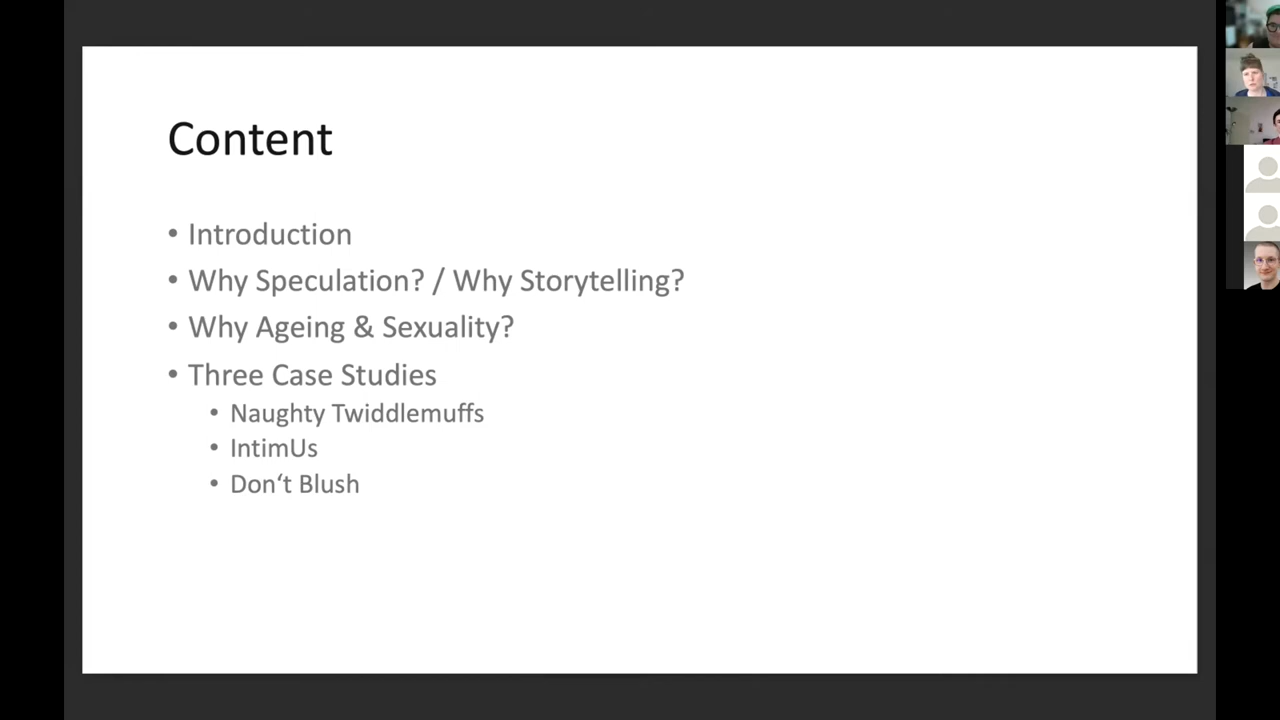 Content
• Introduction
• Why Speculation? / Why Storytelling?
• Why Ageing & Sexuality?
• Three Case Studies
• Naughty Twiddlemuffs
• IntimUs
• Don‘t Blush